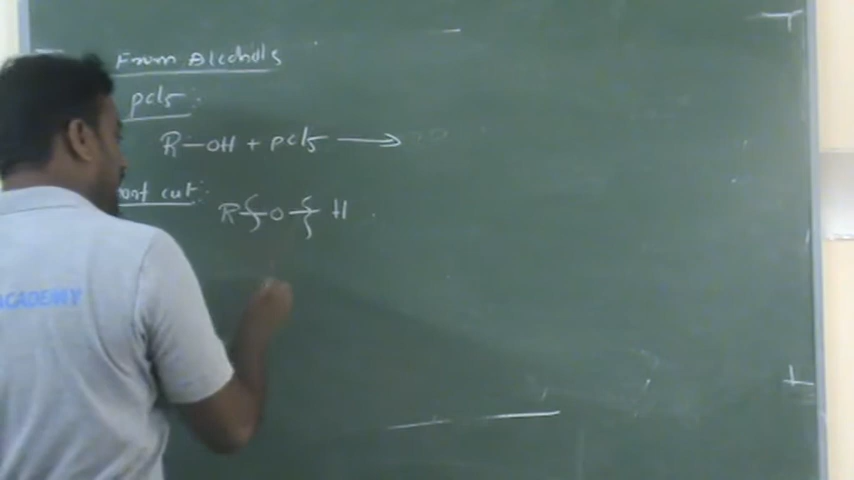 From Alcohols
pcl5 :
R-OH + pcl5 ⟶
ort cut :
R-O-H
ACADEMY